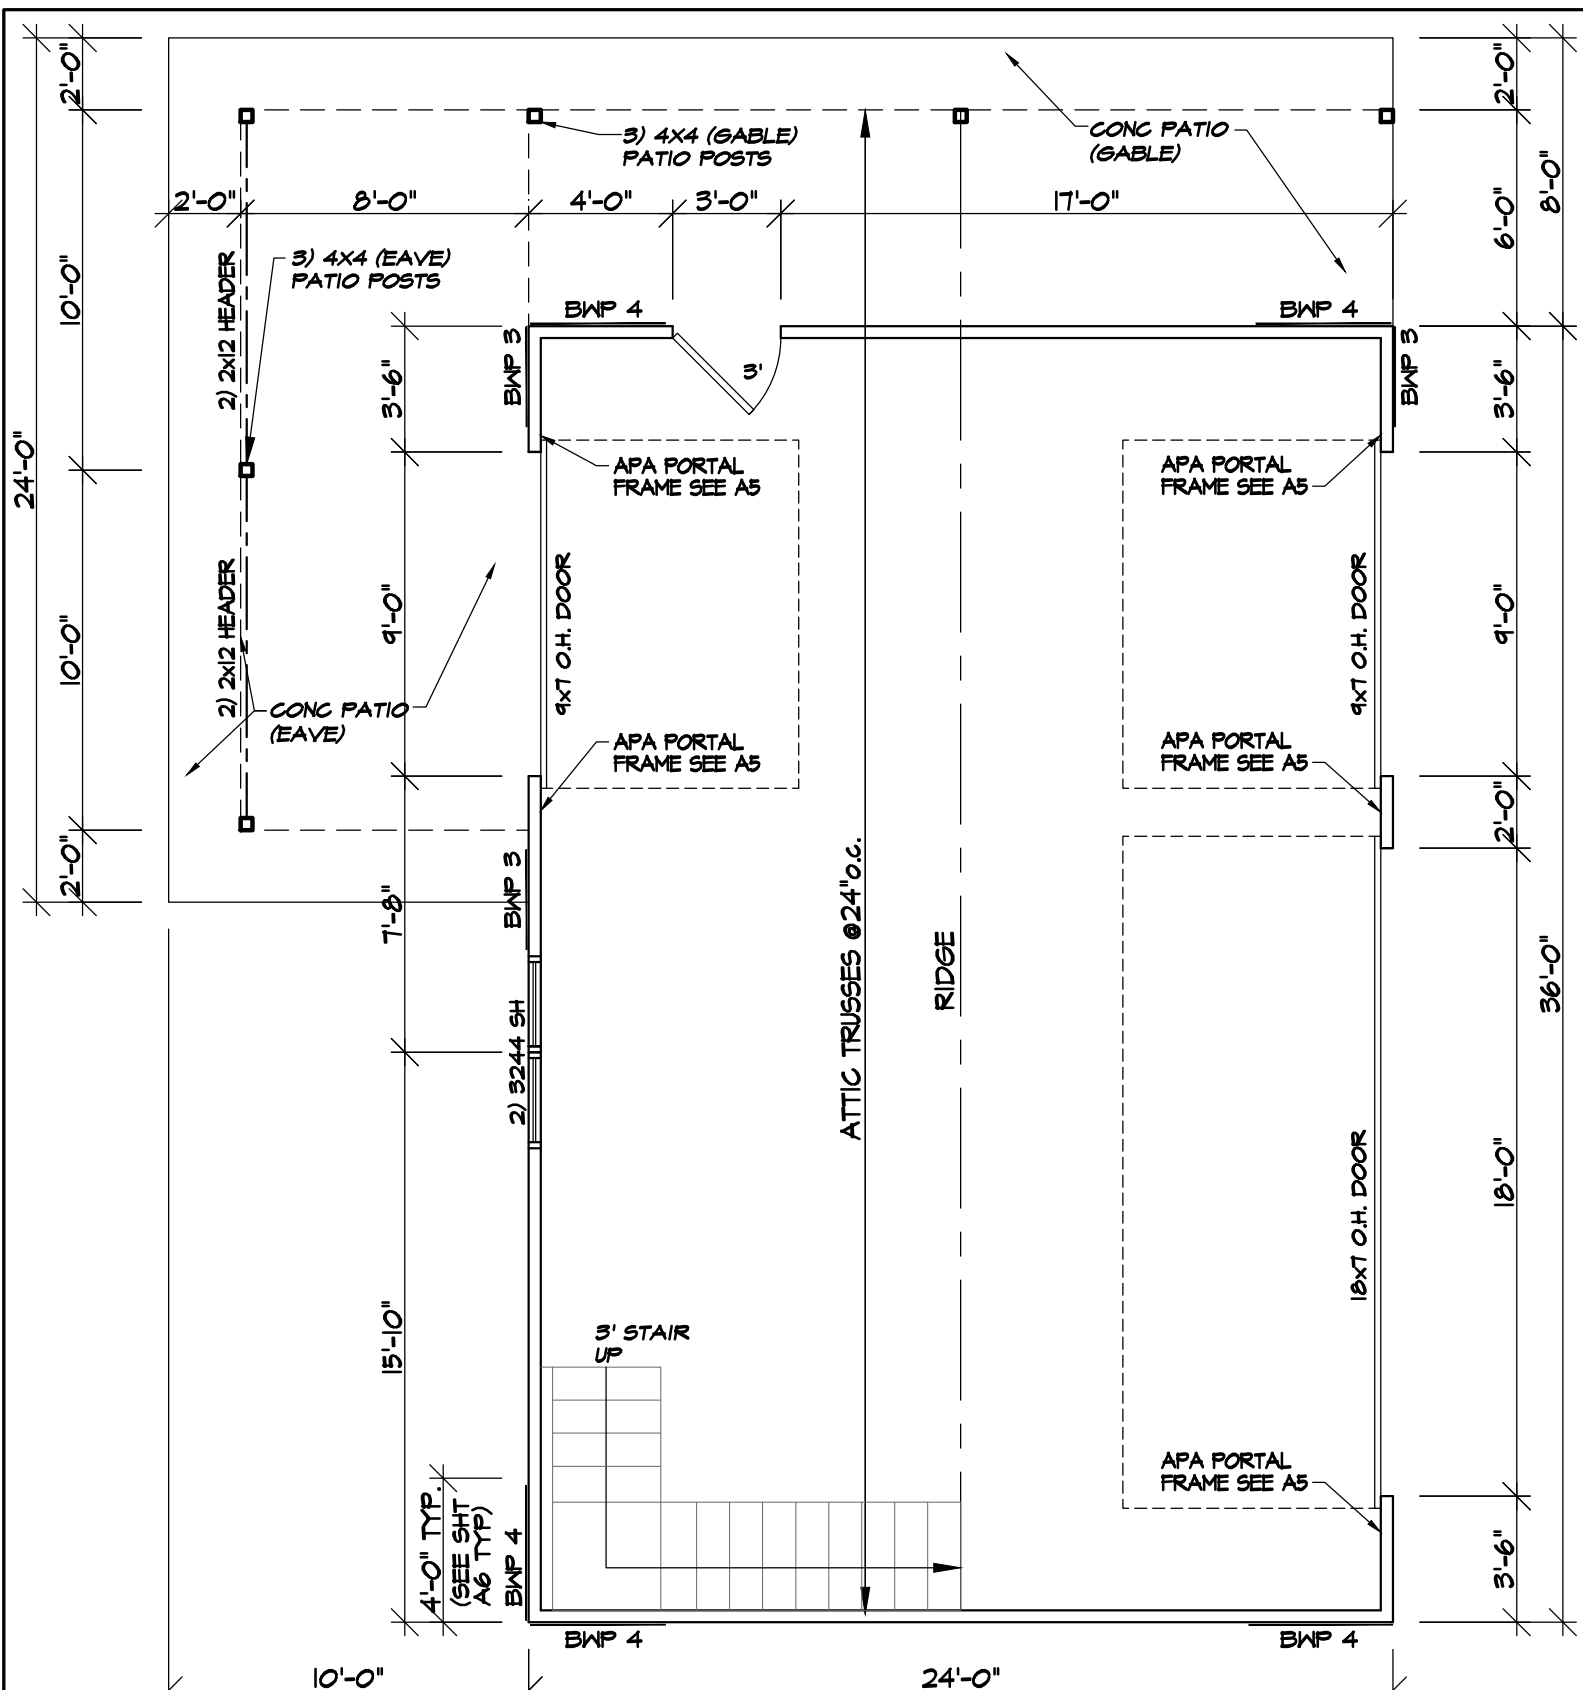 2'-0"
2'-0"
3) 4X4 (GABLE)
PATIO POSTS
CONC PATIO
(GABLE)
2'-0"
8'-0"
4'-0"
3'-0"
17'-0"
6'-0"
8'-0"
3) 4X4 (EAVE)
PATIO POSTS
10'-0"
2) 2x12 HEADER
BWP 4
BWP 4
BWP 3
BWP 3
3'-6"
3'
3'-6"
24'-0"
APA PORTAL
FRAME SEE A5
APA PORTAL
FRAME SEE A5
10'-0"
2) 2x12 HEADER
9'-0"
9x7 O.H. DOOR
9x7 O.H. DOOR
9'-0"
CONC PATIO
(EAVE)
APA PORTAL
FRAME SEE A5
APA PORTAL
FRAME SEE A5
2'-0"
2'-0"
BWP 3
7'-8"
ATTIC TRUSSES @24"o.c.
RIDGE
36'-0"
2) 3244 SH
18'-0"
18x7 O.H. DOOR
15'-10"
3' STAIR
UP
4'-0" TYP.
(SEE SHT
A6 TYP)
BWP 4
APA PORTAL
FRAME SEE A5
3'-6"
BWP 4
BWP 4
10'-0"
24'-0"